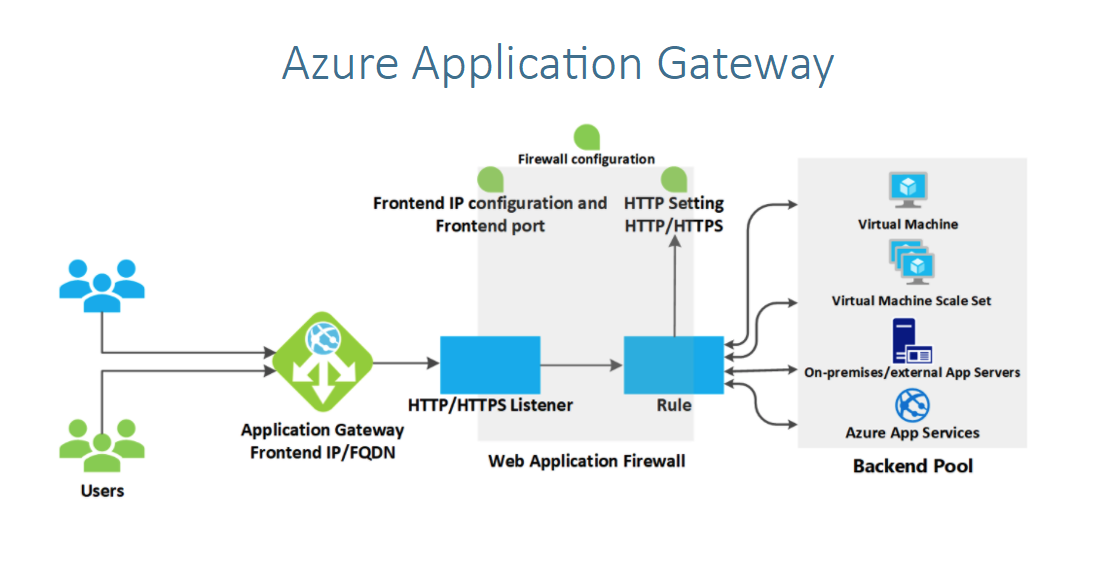 Azure Application Gateway
Firewall configuration
Frontend IP configuration and
Frontend port
HTTP Setting
HTTP/HTTPS
Virtual Machine
Virtual Machine Scale Set
On-premises/external App Servers
Azure App Services
Backend Pool
HTTP/HTTPS Listener
Rule
Web Application Firewall
Application Gateway
Frontend IP/FQDN
Users